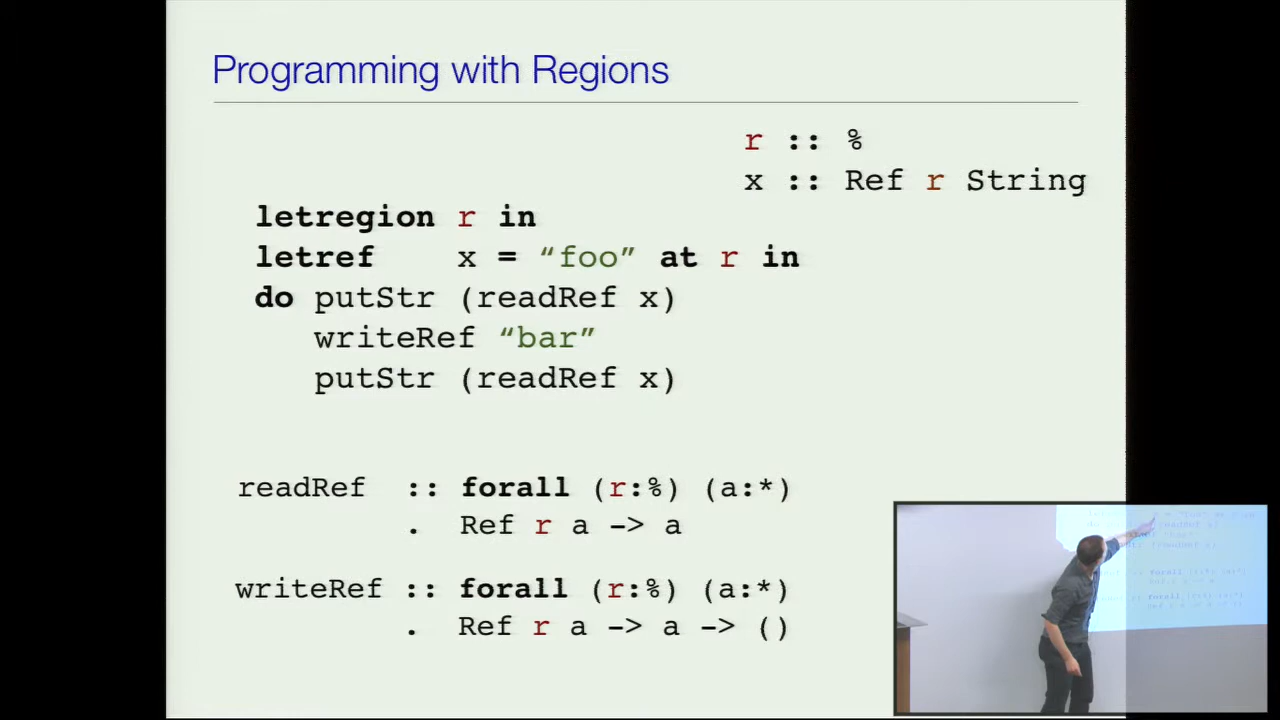 Programming with Regions
r :: %
x :: Ref r String
letregion r in
letref x = “foo” at r in
do putStr (readRef x)
writeRef “bar”
putStr (readRef x)
readRef :: forall (r:%) (a:*)
. Ref r a -> a
writeRef :: forall (r:%) (a:*)
. Ref r a -> a -> ()